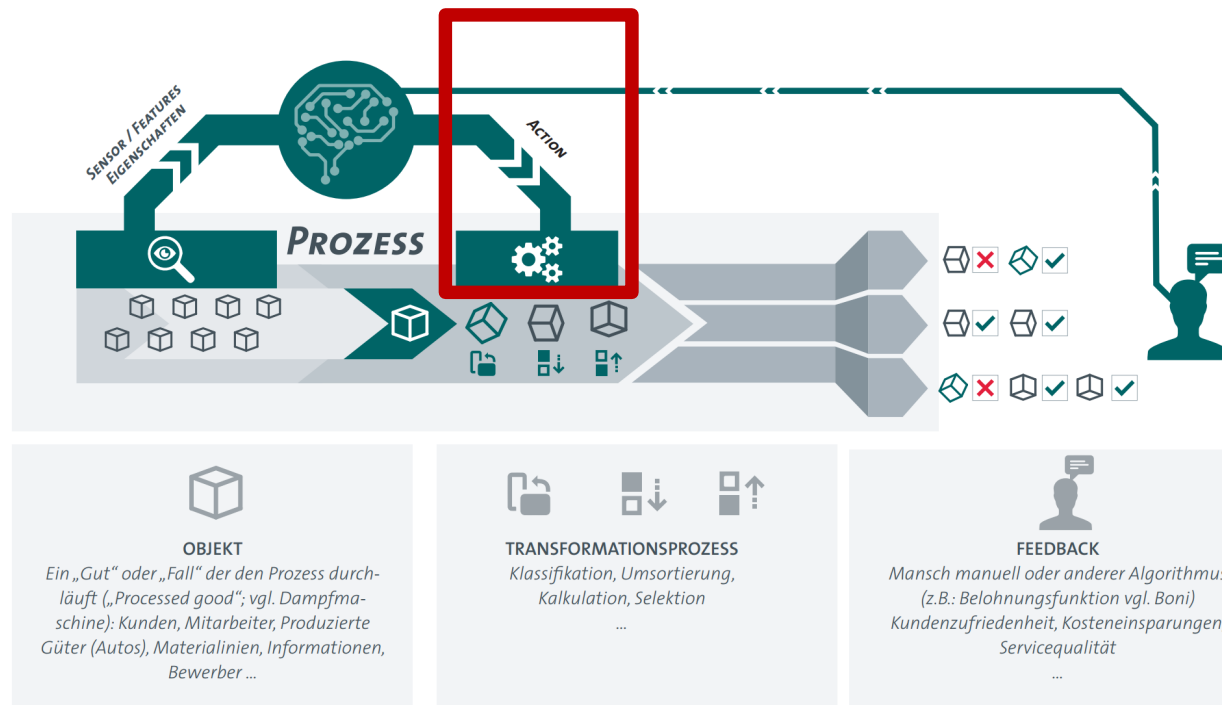 SENSOR / FEATURES
EIGENSCHAFTEN
ACTION
PROZESS
OBJEKT
Ein „Gut“ oder „Fall“ der den Prozess durch-
läuft („Processed good“; vgl. Dampfma-
schine): Kunden, Mitarbeiter, Produzierte
Güter (Autos), Materialinien, Informationen,
Bewerber ...
TRANSFORMATIONSPROZESS
Klassifikation, Umsortierung,
Kalkulation, Selektion
...
FEEDBACK
Mansch manuell oder anderer Algorithmus
(z.B.: Belohnungsfunktion vgl. Boni)
Kundenzufriedenheit, Kosteneinsparungen
Servicequalität
...